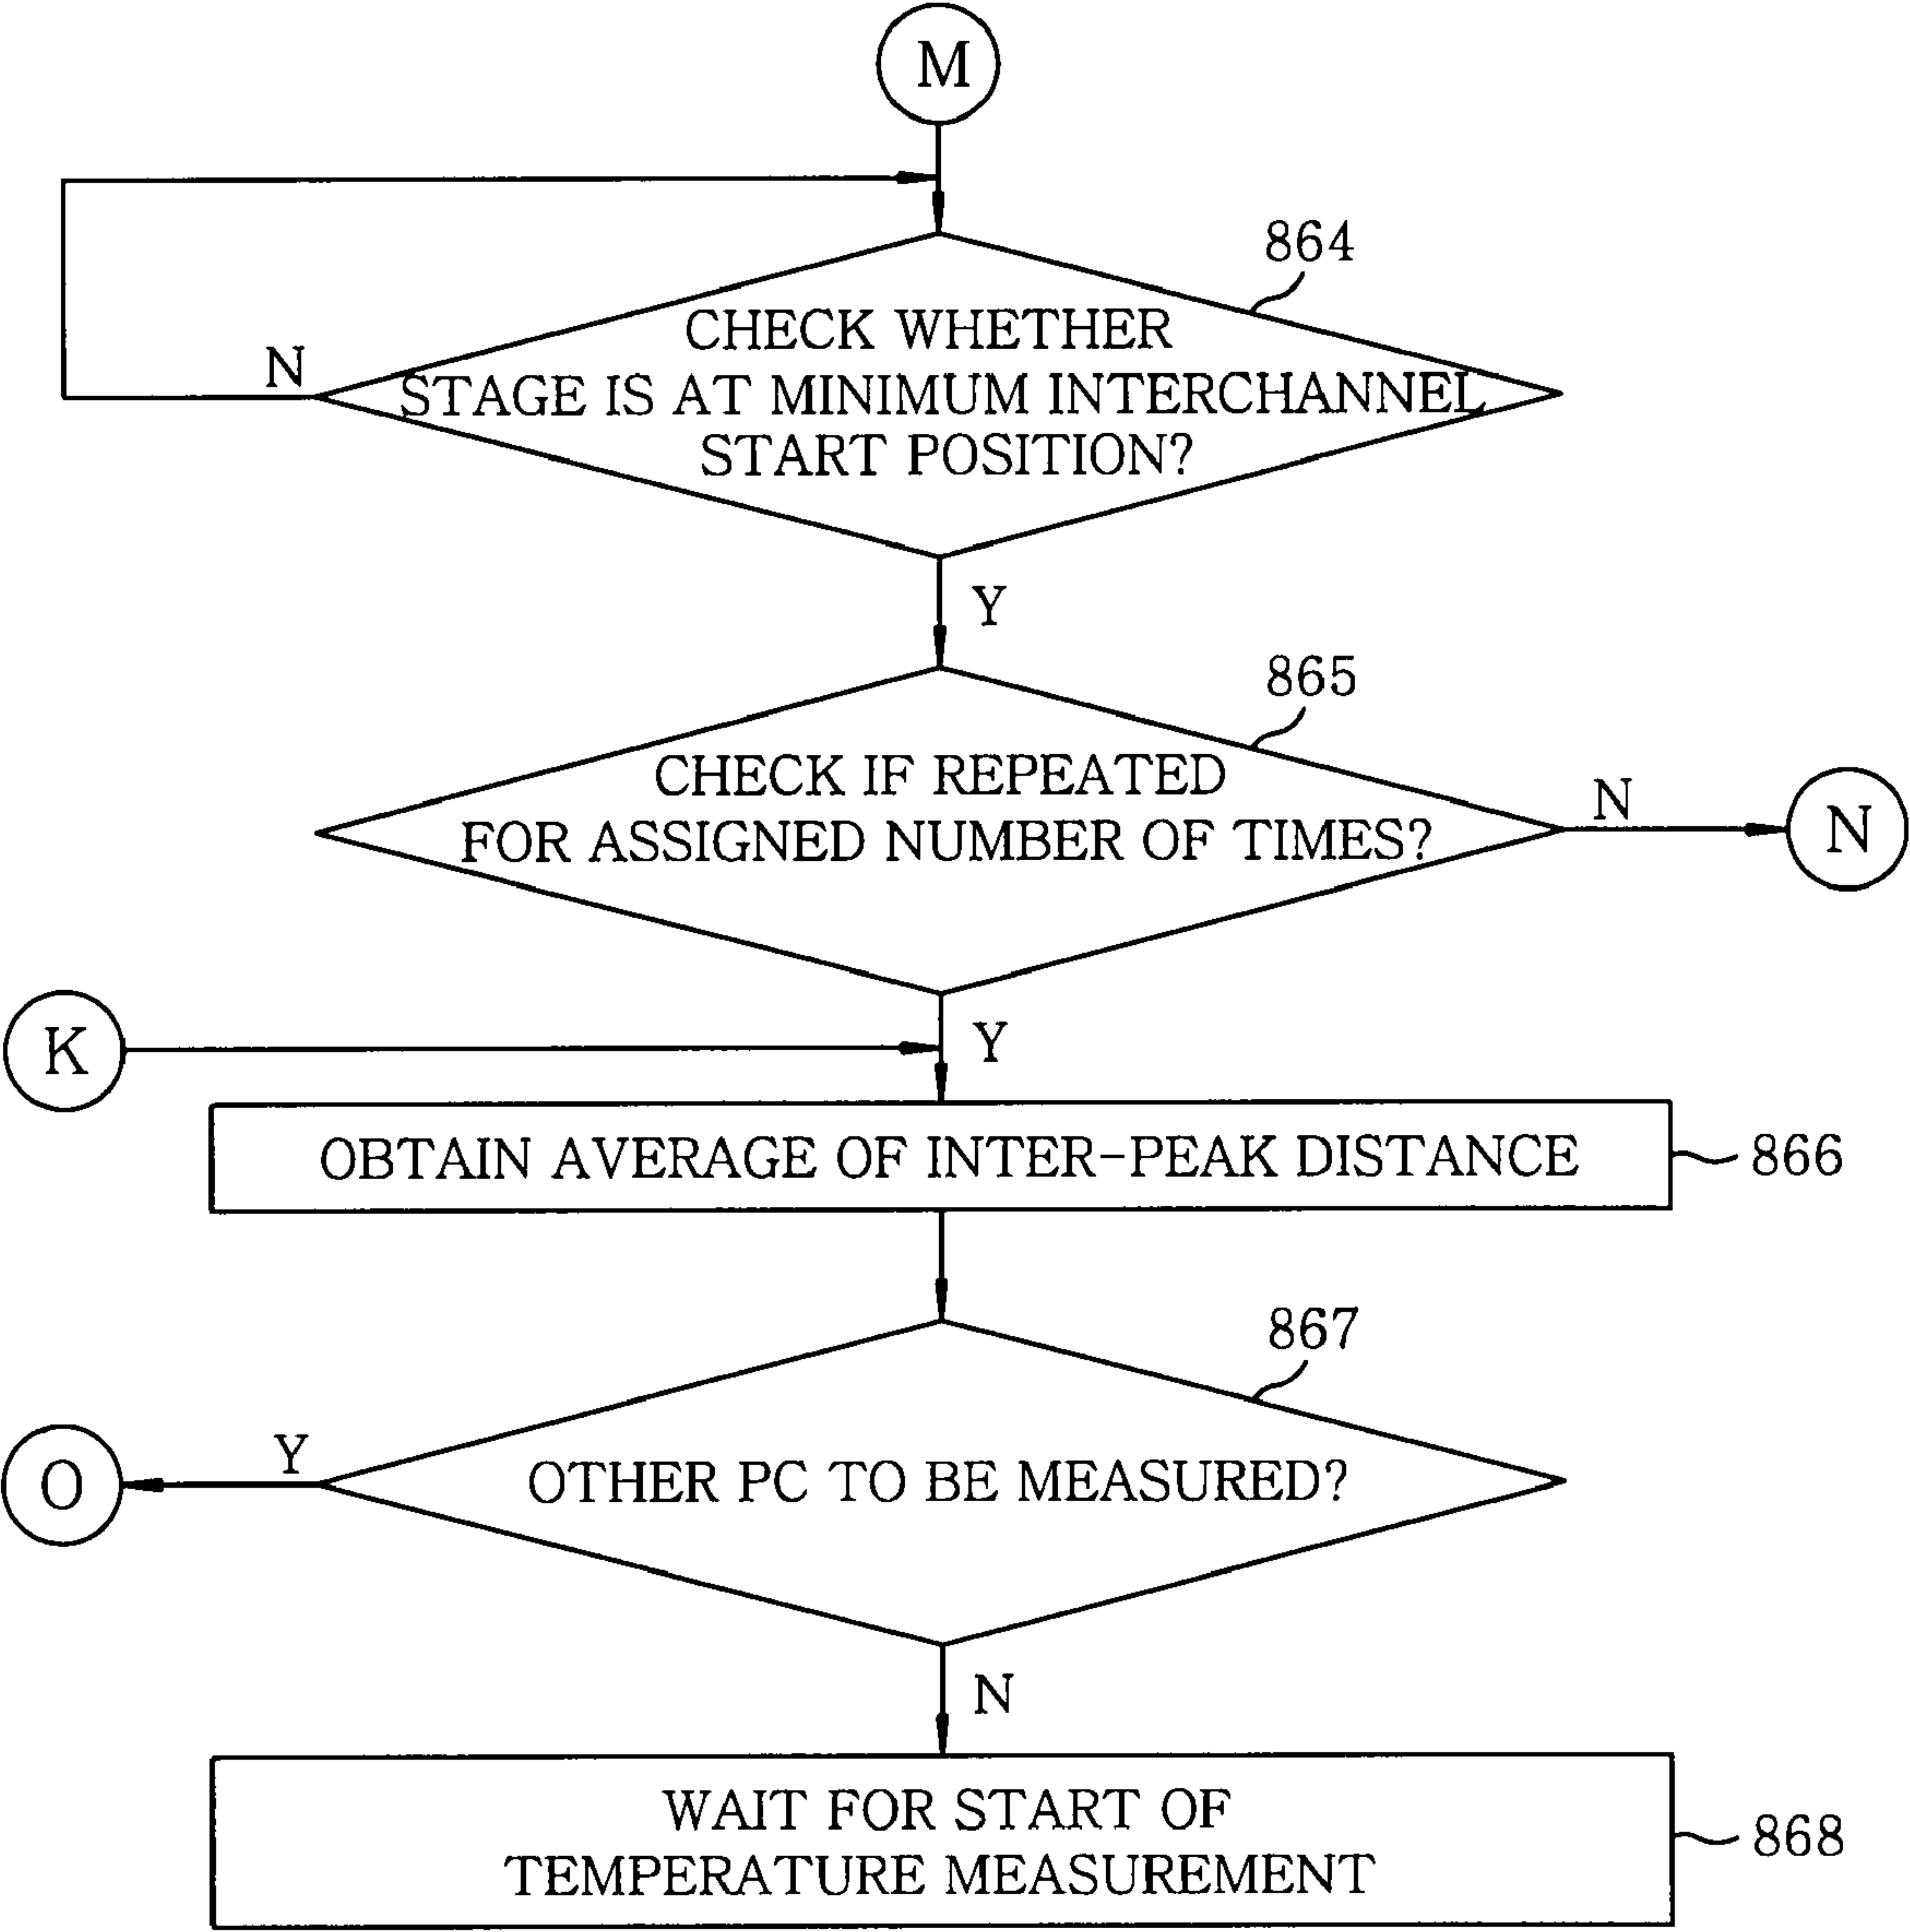 M
864
CHECK WHETHER
STAGE IS AT MINIMUM INTERCHANNEL
START POSITION?
N
Y
865
CHECK IF REPEATED
FOR ASSIGNED NUMBER OF TIMES?
N
N
K
Y
OBTAIN AVERAGE OF INTER-PEAK DISTANCE
866
867
OTHER PC TO BE MEASURED?
Y
O
N
WAIT FOR START OF
TEMPERATURE MEASUREMENT
868